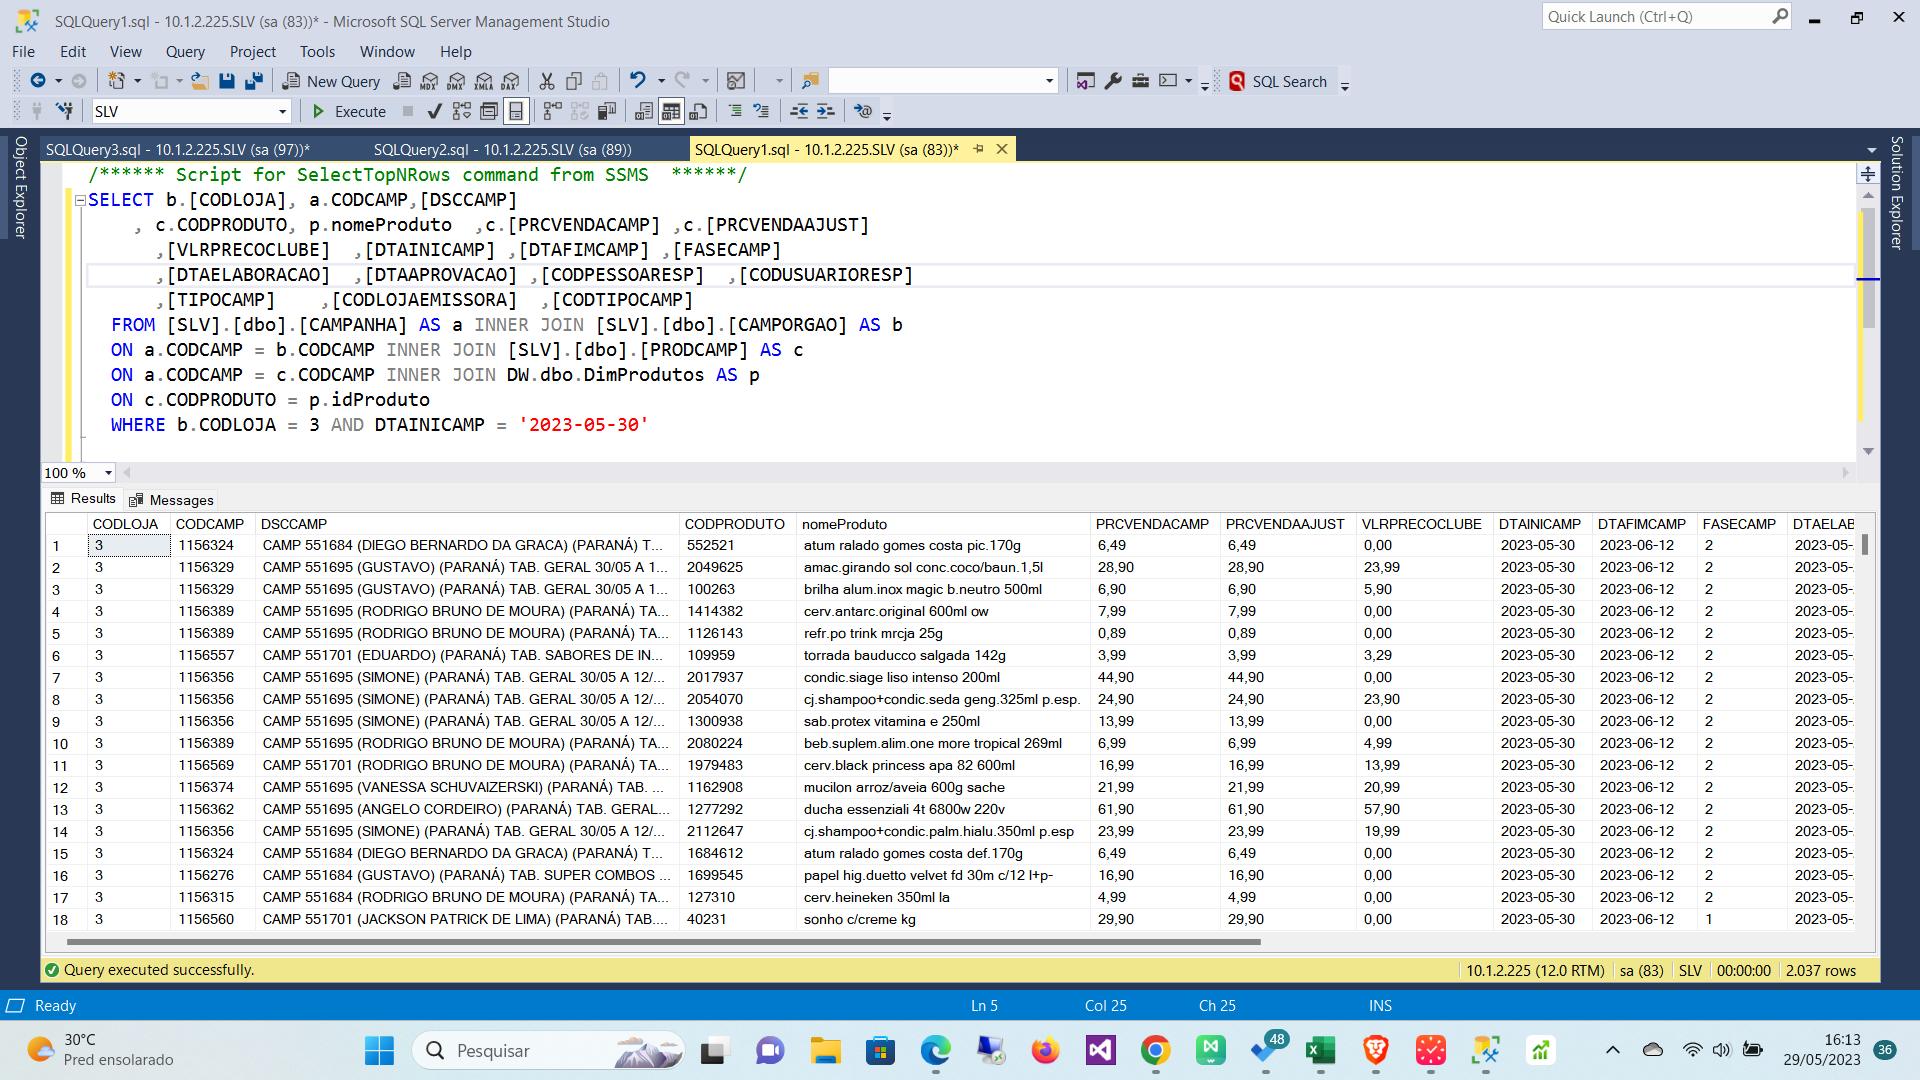 SQLQuery1.sql - 10.1.2.225.SLV (sa (83))* - Microsoft SQL Server Management Studio
Quick Launch (Ctrl+Q)
File Edit View Query Project Tools Window Help
New Query MDX DMX XMLA DAX SQL Search
SLV Execute
Object Explorer
Solution Explorer
SQLQuery3.sql - 10.1.2.225.SLV (sa (97))* SQLQuery2.sql - 10.1.2.225.SLV (sa (89)) SQLQuery1.sql - 10.1.2.225.SLV (sa (83))*
/****** Script for SelectTopNRows command from SSMS ******/
SELECT b.[CODLOJA], a.CODCAMP,[DSCCAMP]
, c.CODPRODUTO, p.nomeProduto ,c.[PRCVENDACAMP] ,c.[PRCVENDAAJUST]
,[VLRPRECOCLUBE] ,[DTAINICAMP] ,[DTAFIMCAMP] ,[FASECAMP]
,[DTAELABORACAO] ,[DTAAPROVACAO] ,[CODPESSOARESP] ,[CODUSUARIORESP]
,[TIPOCAMP] ,[CODLOJAEMISSORA] ,[CODTIPOCAMP]
FROM [SLV].[dbo].[CAMPANHA] AS a INNER JOIN [SLV].[dbo].[CAMPORGAO] AS b
ON a.CODCAMP = b.CODCAMP INNER JOIN [SLV].[dbo].[PRODCAMP] AS c
ON a.CODCAMP = c.CODCAMP INNER JOIN DW.dbo.DimProdutos AS p
ON c.CODPRODUTO = p.idProduto
WHERE b.CODLOJA = 3 AND DTAINICAMP = '2023-05-30'
100 %
Results Messages
CODLOJA CODCAMP DSCCAMP CODPRODUTO nomeProduto PRCVENDACAMP PRCVENDAAJUST VLRPRECOCLUBE DTAINICAMP DTAFIMCAMP FASECAMP DTAELAB
1 3 1156324 CAMP 551684 (DIEGO BERNARDO DA GRACA) (PARANÁ) T... 552521 atum ralado gomes costa pic.170g 6,49 6,49 0,00 2023-05-30 2023-06-12 2 2023-05-
2 3 1156329 CAMP 551695 (GUSTAVO) (PARANÁ) TAB. GERAL 30/05 A 1... 2049625 amac.girando sol conc.coco/baun.1,5l 28,90 28,90 23,99 2023-05-30 2023-06-12 2 2023-05-
3 3 1156329 CAMP 551695 (GUSTAVO) (PARANÁ) TAB. GERAL 30/05 A 1... 100263 brilha alum.inox magic b.neutro 500ml 6,90 6,90 5,90 2023-05-30 2023-06-12 2 2023-05-
4 3 1156389 CAMP 551695 (RODRIGO BRUNO DE MOURA) (PARANÁ) TA... 1414382 cerv.antarc.original 600ml ow 7,99 7,99 0,00 2023-05-30 2023-06-12 2 2023-05-
5 3 1156389 CAMP 551695 (RODRIGO BRUNO DE MOURA) (PARANÁ) TA... 1126143 refr.po trink mrcja 25g 0,89 0,89 0,00 2023-05-30 2023-06-12 2 2023-05-
6 3 1156557 CAMP 551701 (EDUARDO) (PARANÁ) TAB. SABORES DE IN... 109959 torrada bauducco salgada 142g 3,99 3,99 3,29 2023-05-30 2023-06-12 2 2023-05-
7 3 1156356 CAMP 551695 (SIMONE) (PARANÁ) TAB. GERAL 30/05 A 12/... 2017937 condic.siage liso intenso 200ml 44,90 44,90 0,00 2023-05-30 2023-06-12 2 2023-05-
8 3 1156356 CAMP 551695 (SIMONE) (PARANÁ) TAB. GERAL 30/05 A 12/... 2054070 cj.shampoo+condic.seda geng.325ml p.esp. 24,90 24,90 23,90 2023-05-30 2023-06-12 2 2023-05-
9 3 1156356 CAMP 551695 (SIMONE) (PARANÁ) TAB. GERAL 30/05 A 12/... 1300938 sab.protex vitamina e 250ml 13,99 13,99 0,00 2023-05-30 2023-06-12 2 2023-05-
10 3 1156389 CAMP 551695 (RODRIGO BRUNO DE MOURA) (PARANÁ) TA... 2080224 beb.suplem.alim.one more tropical 269ml 6,99 6,99 4,99 2023-05-30 2023-06-12 2 2023-05-
11 3 1156569 CAMP 551701 (RODRIGO BRUNO DE MOURA) (PARANÁ) TA... 1979483 cerv.black princess apa 82 600ml 16,99 16,99 13,99 2023-05-30 2023-06-12 2 2023-05-
12 3 1156374 CAMP 551695 (VANESSA SCHUVAIZERSKI) (PARANÁ) TAB. ... 1162908 mucilon arroz/aveia 600g sache 21,99 21,99 20,99 2023-05-30 2023-06-12 2 2023-05-
13 3 1156362 CAMP 551695 (ANGELO CORDEIRO) (PARANÁ) TAB. GERAL... 1277292 ducha essenziali 4t 6800w 220v 61,90 61,90 57,90 2023-05-30 2023-06-12 2 2023-05-
14 3 1156356 CAMP 551695 (SIMONE) (PARANÁ) TAB. GERAL 30/05 A 12/... 2112647 cj.shampoo+condic.palm.hialu.350ml p.esp 23,99 23,99 19,99 2023-05-30 2023-06-12 2 2023-05-
15 3 1156324 CAMP 551684 (DIEGO BERNARDO DA GRACA) (PARANÁ) T... 1684612 atum ralado gomes costa def.170g 6,49 6,49 0,00 2023-05-30 2023-06-12 2 2023-05-
16 3 1156276 CAMP 551684 (GUSTAVO) (PARANÁ) TAB. SUPER COMBOS ... 1699545 papel hig.duetto velvet fd 30m c/12 l+p- 16,90 16,90 0,00 2023-05-30 2023-06-12 2 2023-05-
17 3 1156315 CAMP 551684 (RODRIGO BRUNO DE MOURA) (PARANÁ) TA... 127310 cerv.heineken 350ml la 4,99 4,99 0,00 2023-05-30 2023-06-12 2 2023-05-
18 3 1156560 CAMP 551701 (JACKSON PATRICK DE LIMA) (PARANÁ) TAB.... 40231 sonho c/creme kg 29,90 29,90 0,00 2023-05-30 2023-06-12 1 2023-05-
Query executed successfully. 10.1.2.225 (12.0 RTM) sa (83) SLV 00:00:00 2.037 rows
Ready Ln 5 Col 25 Ch 25 INS
30°C
Pred ensolarado
Pesquisar
48
16:13
29/05/2023
36